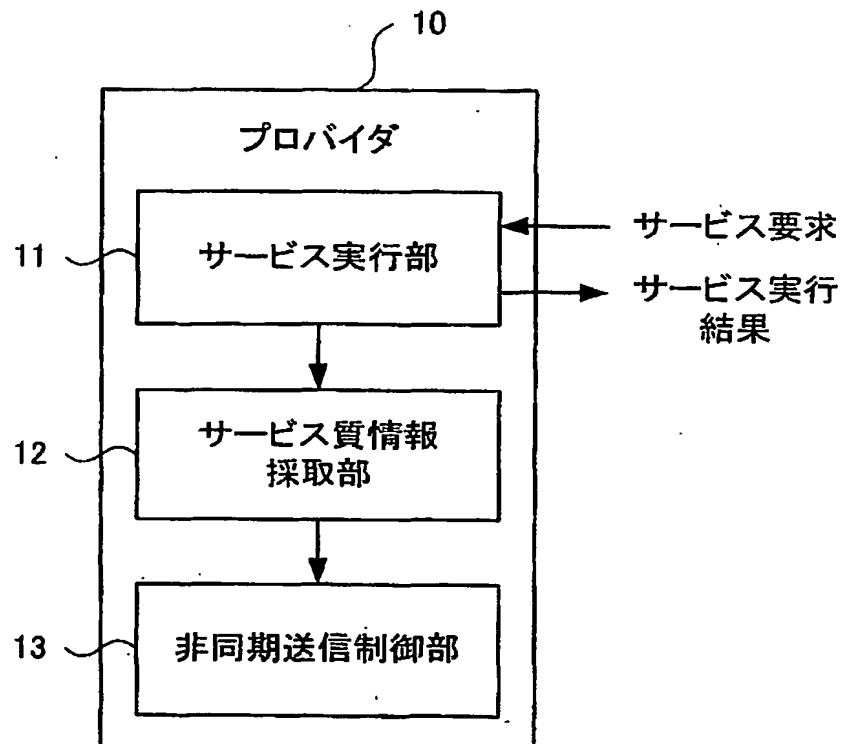 10
プロバイダ
11
サービス実行部
サービス要求
サービス実行
結果
12
サービス質情報
採取部
13
非同期送信制御部